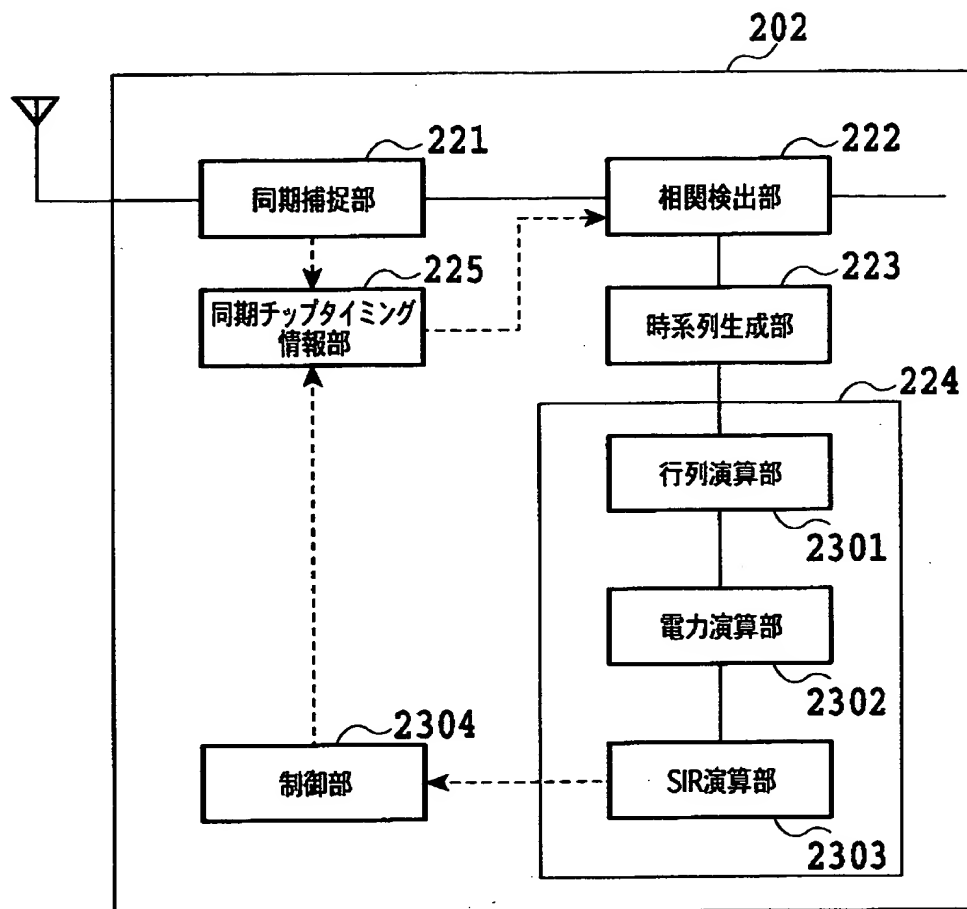 202
221
同期捕捉部
222
相関検出部
225
同期チップタイミング
情報部
223
時系列生成部
224
行列演算部
2301
電力演算部
2302
2304
制御部
SIR演算部
2303